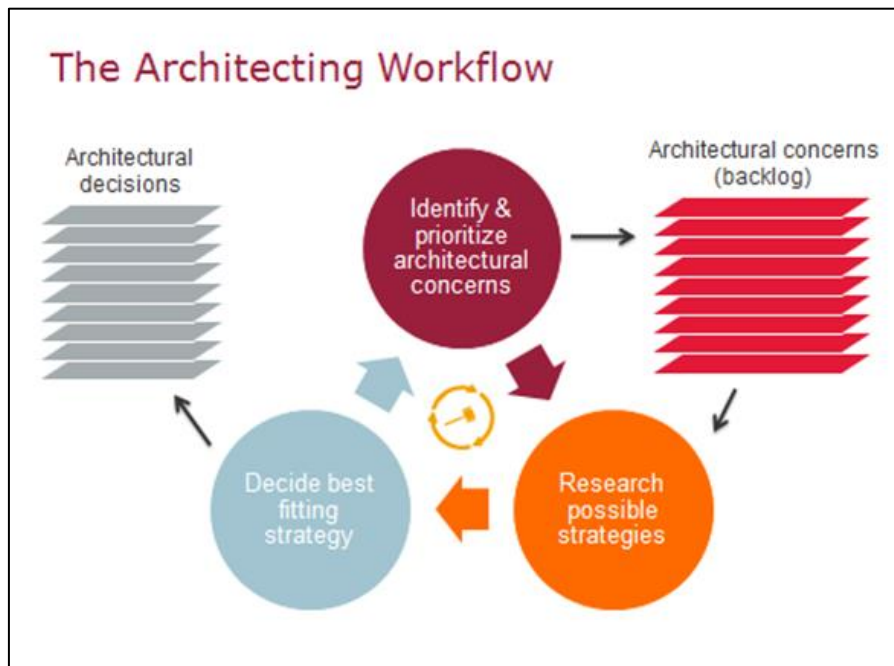 The Architecting Workflow
Architectural
decisions
Identify &
prioritize
architectural
concerns
Architectural concerns
(backlog)
Decide best
fitting
strategy
Research
possible
strategies